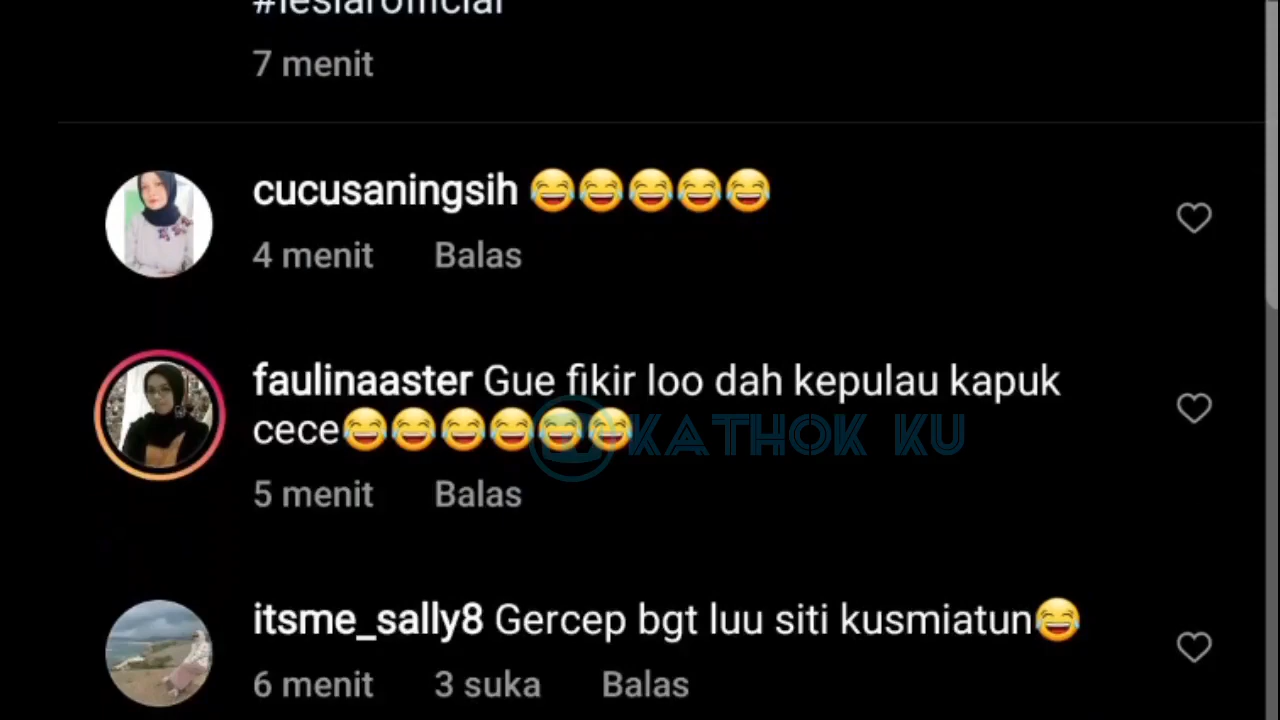 #leslarofficial
7 menit
cucusaningsih 😂😂😂😂😂
4 menit Balas
faulinaaster Gue fikir loo dah kepulau kapuk
cece😂😂😂😂😂😂
KATHOK KU
5 menit Balas
itsme_sally8 Gercep bgt luu siti kusmiatun😂
6 menit 3 suka Balas